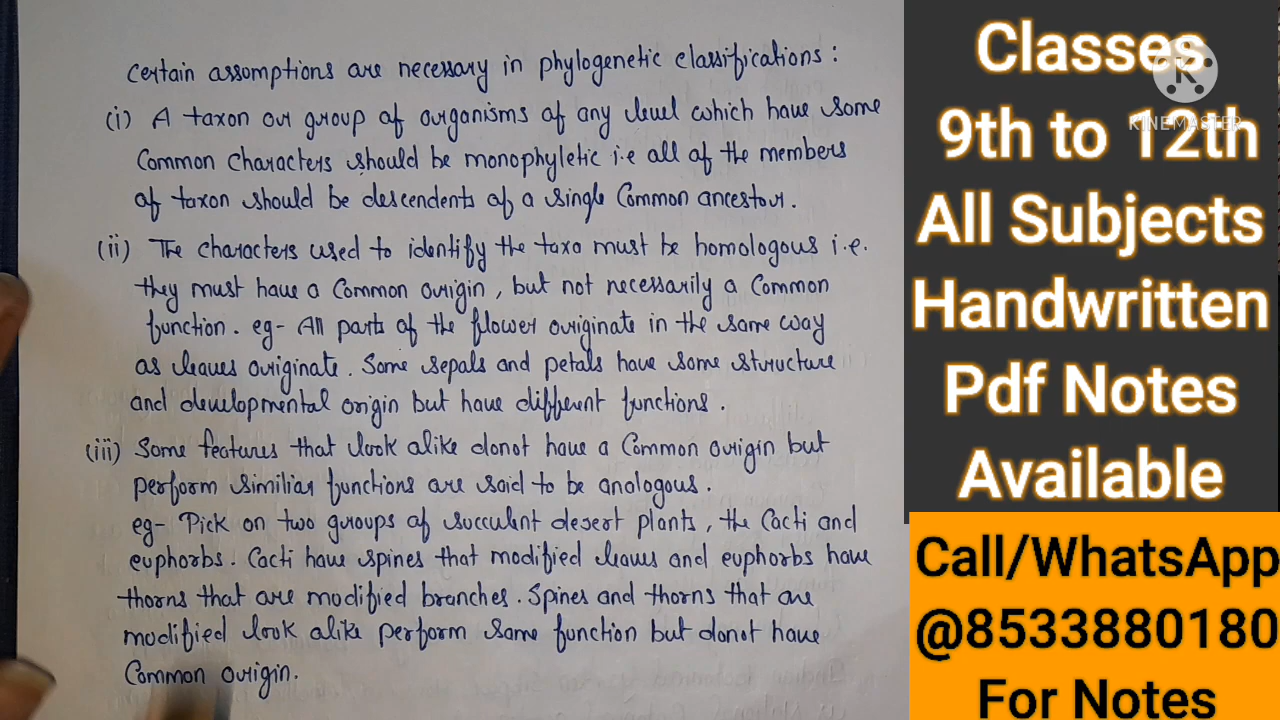 Certain assumptions are necessary in phylogenetic classifications :
(i) A taxon or group of organisms of any level which have some
Common characters should be monophyletic i.e all of the members
of taxon should be descendents of a single Common ancestor.
(ii) The characters used to identify the taxa must be homologous i.e.
they must have a Common origin, but not necessarily a Common
function. eg- All parts of the flower originate in the same way
as leaves originate. Some sepals and petals have some structure
and developmental origin but have different functions.
(iii) Some features that look alike donot have a Common origin but
perform similiar functions are said to be analogous.
eg- Pick on two groups of succulent desert plants, the Cacti and
euphorbs. Cacti have spines that modified leaves and euphorbs have
thorns that are modified branches. Spines and thorns that are
modified look alike perform same function but donot have
Common origin.
Classes
9th to 12th
All Subjects
Handwritten
Pdf Notes
Available
Call/WhatsApp
@8533880180
For Notes
K
KINEMASTER